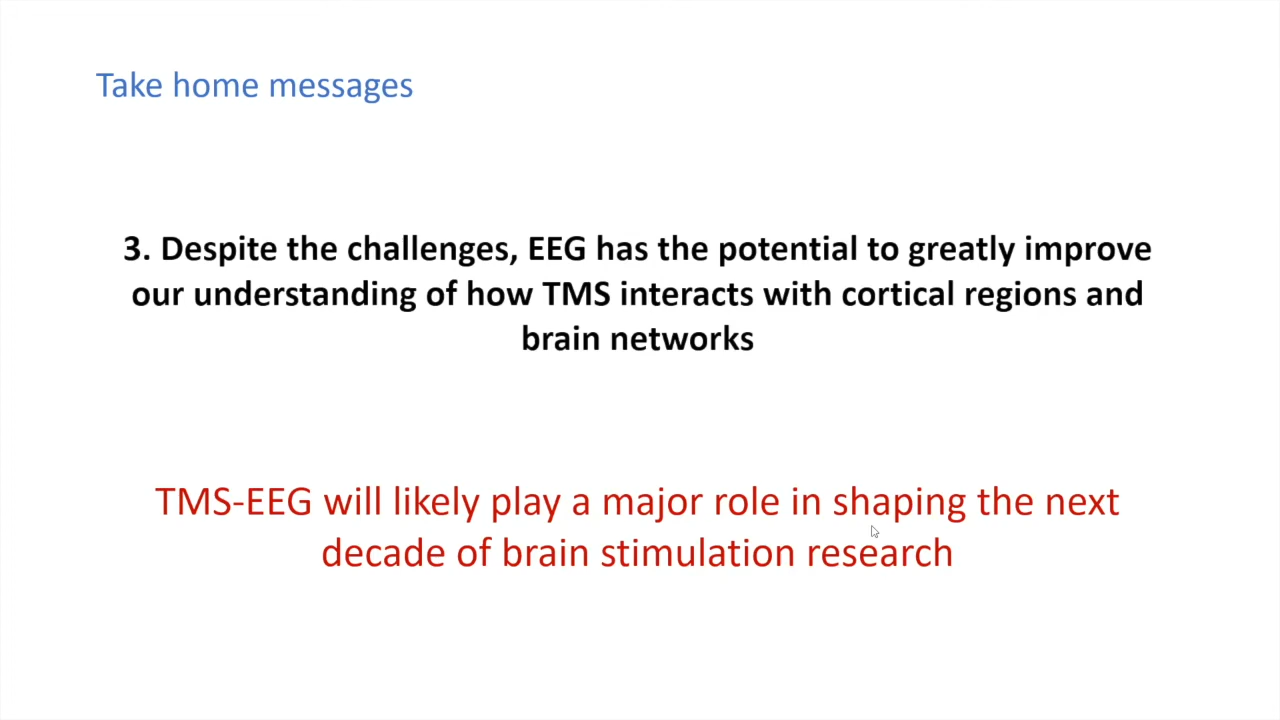 Take home messages
3. Despite the challenges, EEG has the potential to greatly improve
our understanding of how TMS interacts with cortical regions and
brain networks
TMS-EEG will likely play a major role in shaping the next
decade of brain stimulation research